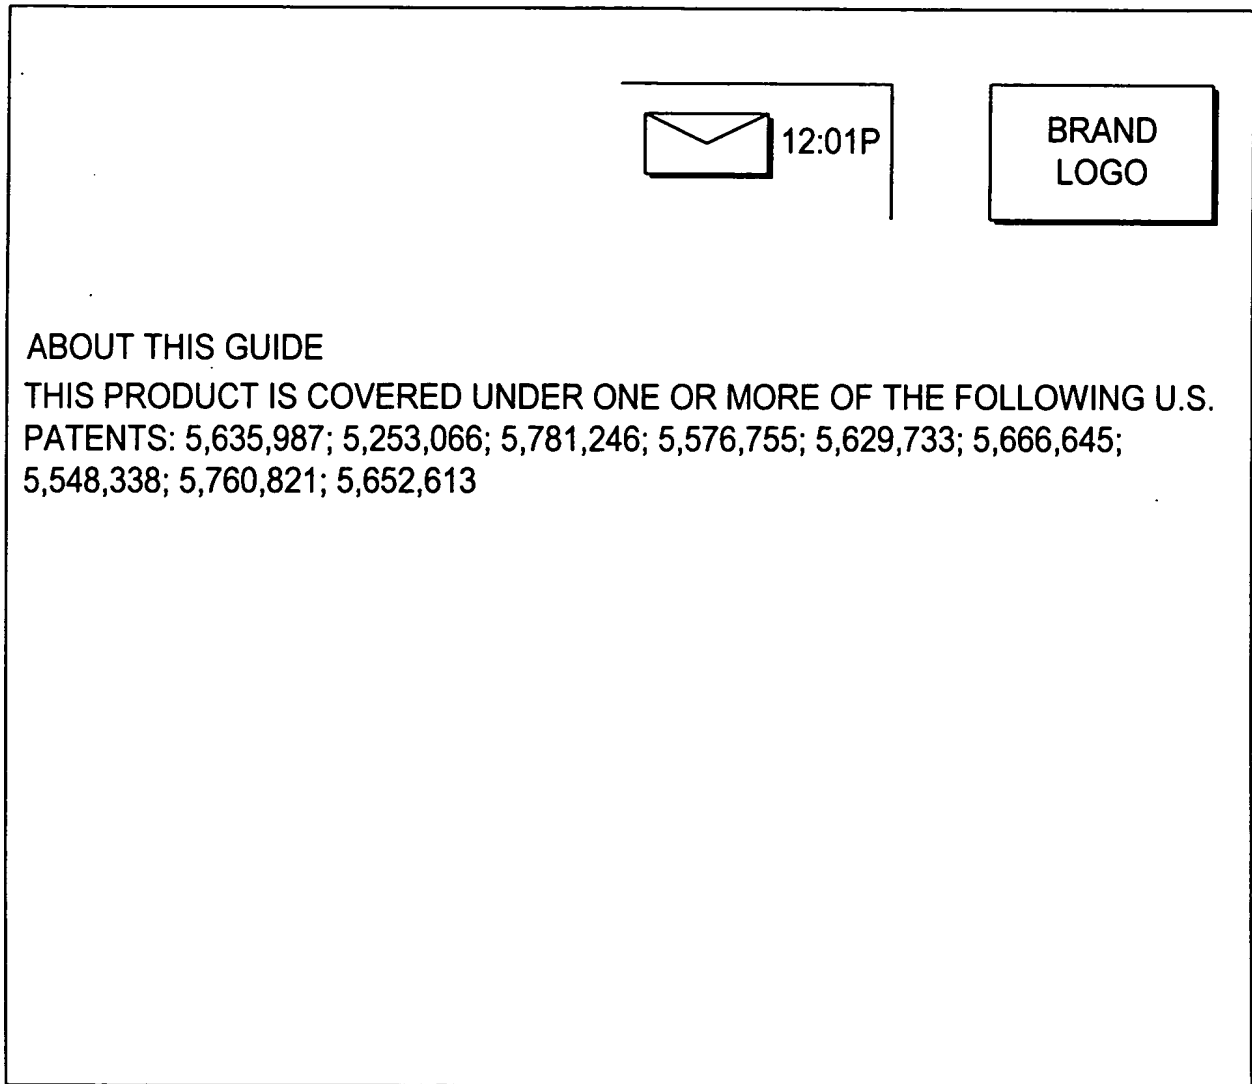 12:01P
BRAND
LOGO
ABOUT THIS GUIDE
THIS PRODUCT IS COVERED UNDER ONE OR MORE OF THE FOLLOWING U.S.
PATENTS: 5,635,987; 5,253,066; 5,781,246; 5,576,755; 5,629,733; 5,666,645;
5,548,338; 5,760,821; 5,652,613